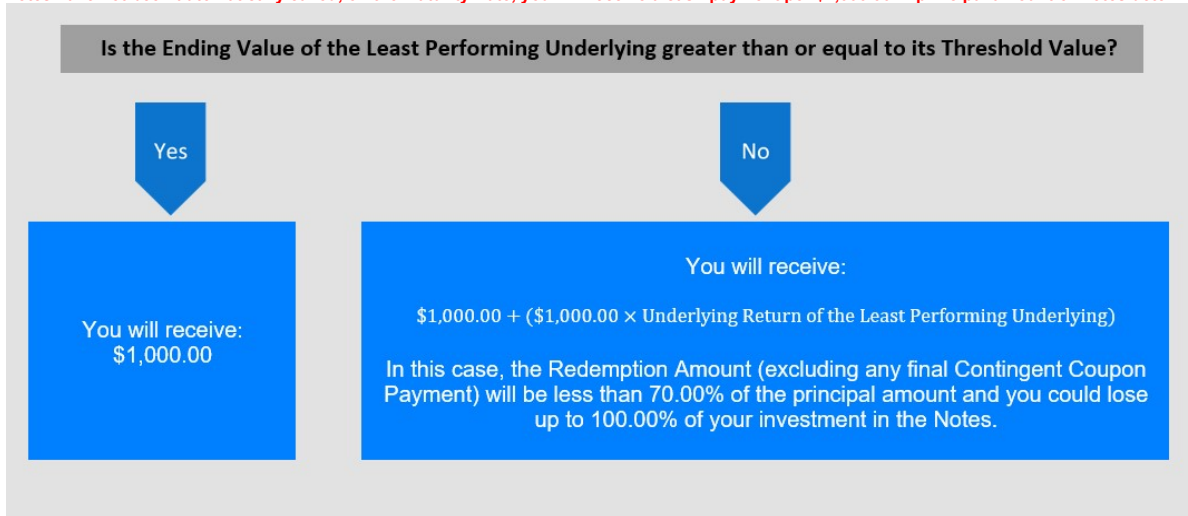 Is the Ending Value of the Least Performing Underlying greater than or equal to its Threshold Value?
Yes
No
You will receive:
$1,000.00
You will receive:
$1,000.00 + ($1,000.00 × Underlying Return of the Least Performing Underlying)
In this case, the Redemption Amount (excluding any final Contingent Coupon
Payment) will be less than 70.00% of the principal amount and you could lose
up to 100.00% of your investment in the Notes.